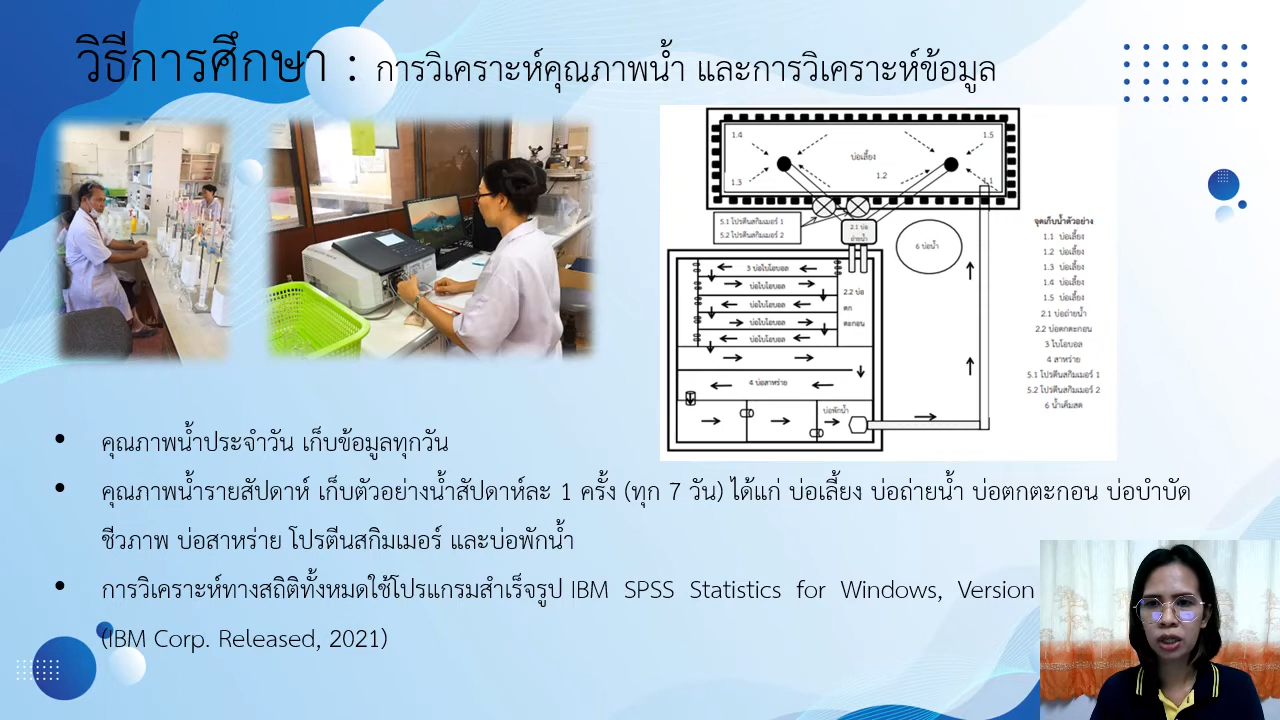 วิธีการศึกษา : การวิเคราะห์คุณภาพน้ำ และการวิเคราะห์ข้อมูล
1.4
1.5
บ่อเลี้ยง
1.3
1.2
1.1
5.1 โปรตีนสกิมเมอร์ 1
5.2 โปรตีนสกิมเมอร์ 2
2.1 บ่อ
ถ่ายน้ำ
6 บ่อน้ำ
3 บ่อไบโอบอล
บ่อไบโอบอล
บ่อไบโอบอล
บ่อไบโอบอล
บ่อไบโอบอล
2.2 บ่อ
ตก
ตะกอน
4 บ่อสาหร่าย
บ่อพักน้ำ
จุดเก็บน้ำตัวอย่าง
1.1 บ่อเลี้ยง
1.2 บ่อเลี้ยง
1.3 บ่อเลี้ยง
1.4 บ่อเลี้ยง
1.5 บ่อเลี้ยง
2.1 บ่อถ่ายน้ำ
2.2 บ่อตกตะกอน
3 ไบโอบอล
4 สาหร่าย
5.1 โปรตีนสกิมเมอร์ 1
5.2 โปรตีนสกิมเมอร์ 2
6 น้ำเค็มสด
• คุณภาพน้ำประจำวัน เก็บข้อมูลทุกวัน
• คุณภาพน้ำรายสัปดาห์ เก็บตัวอย่างน้ำสัปดาห์ละ 1 ครั้ง (ทุก 7 วัน) ได้แก่ บ่อเลี้ยง บ่อถ่ายน้ำ บ่อตกตะกอน บ่อบำบัด
ชีวภาพ บ่อสาหร่าย โปรตีนสกิมเมอร์ และบ่อพักน้ำ
• การวิเคราะห์ทางสถิติทั้งหมดใช้โปรแกรมสำเร็จรูป IBM SPSS Statistics for Windows, Version
(IBM Corp. Released, 2021)